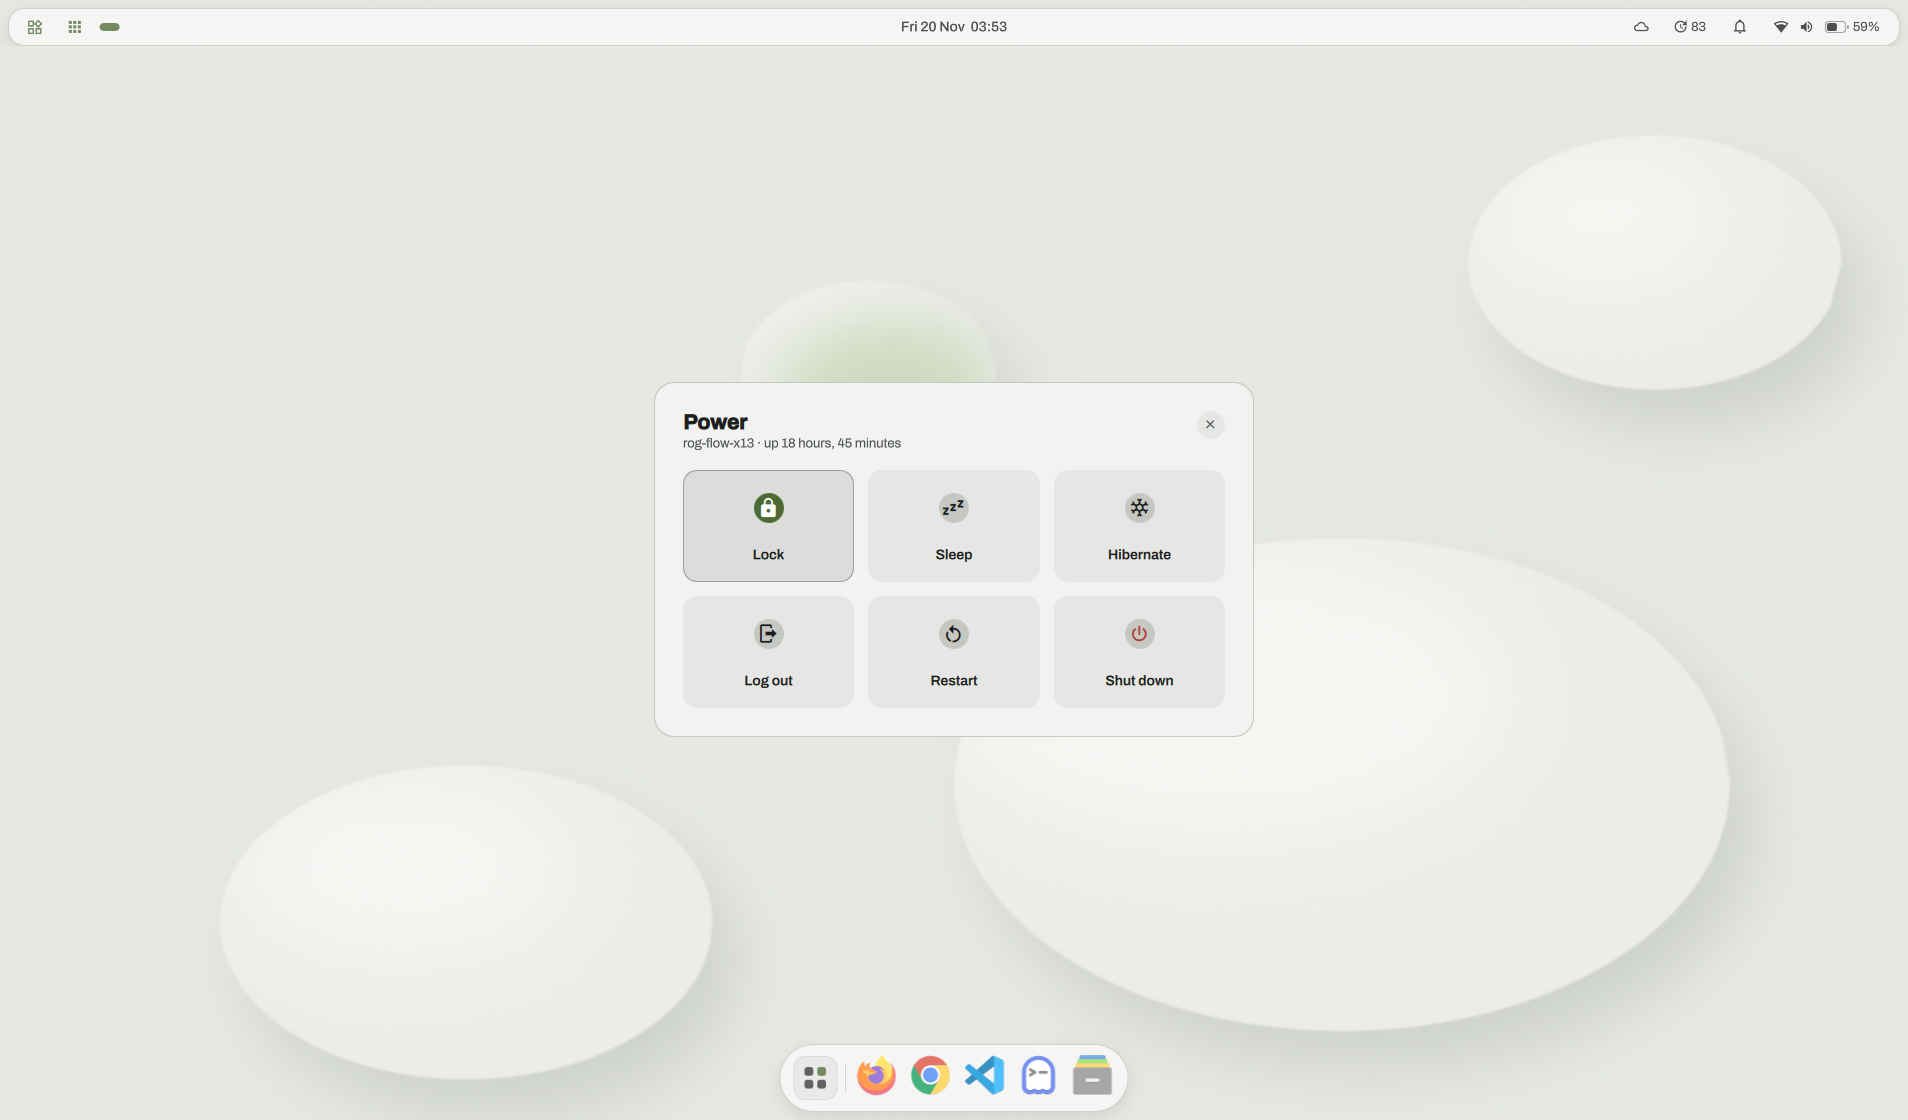 Fri 20 Nov 03:53
83
59%
Power
rog-flow-x13 · up 18 hours, 45 minutes
Lock
Sleep
Hibernate
Log out
Restart
Shut down